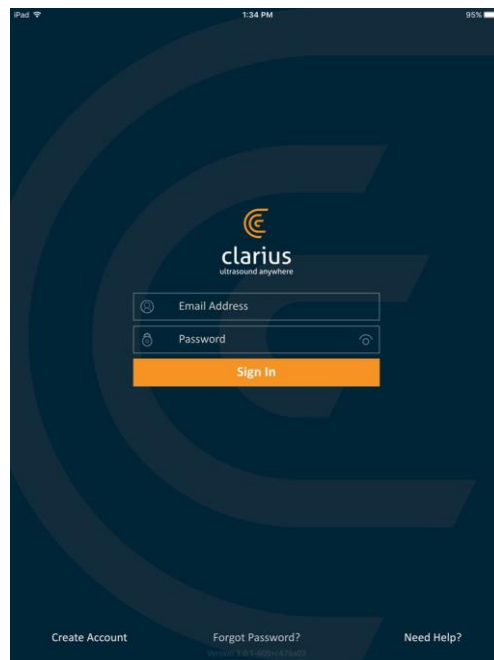 iPad 1:34 PM 95%
clarius
ultrasound anywhere
Email Address
Password
Sign In
Create Account Forgot Password? Need Help?